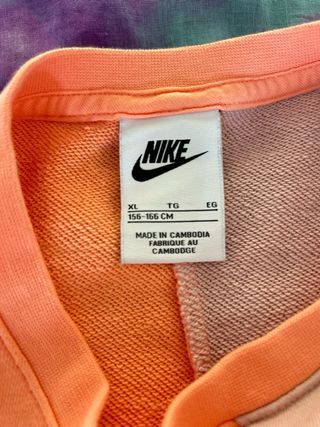 NIKE
XL TG EG
156-166 CM
MADE IN CAMBODIA
FABRIQUE AU
CAMBODGE